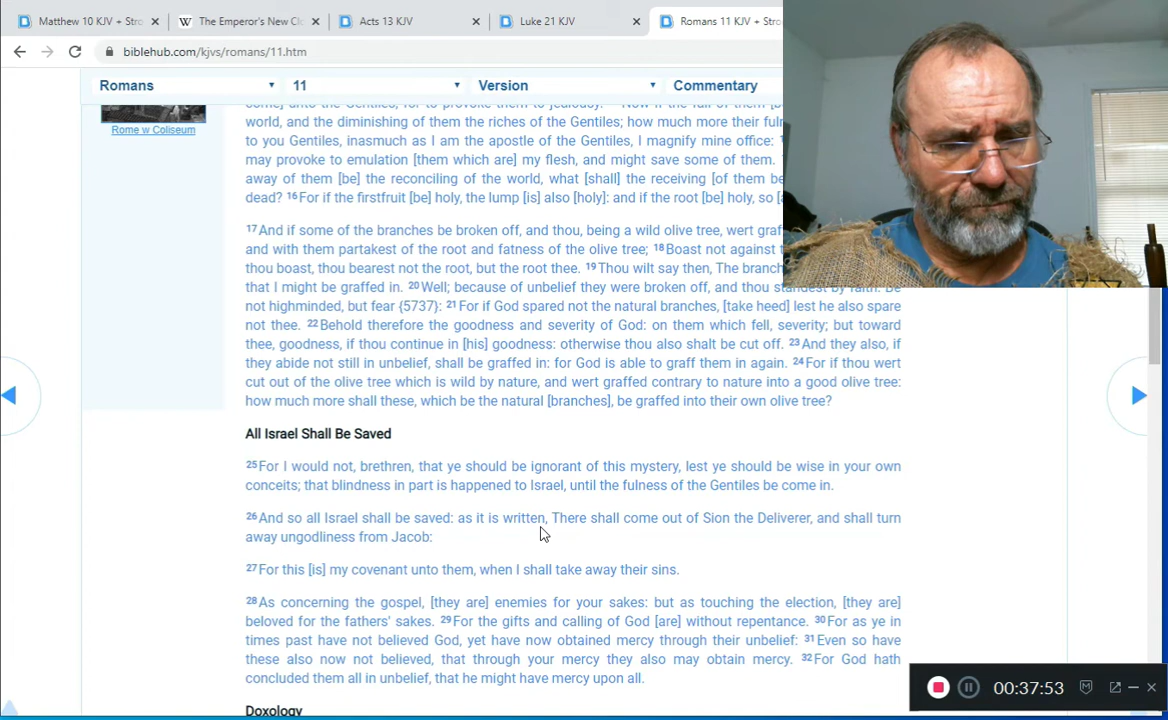 Matthew 10 KJV + Stro
The Emperor's New Clo
Acts 13 KJV
Luke 21 KJV
Romans 11 KJV + Stro
biblehub.com/kjvs/romans/11.htm
Romans
11
Version
Commentary
Rome w Coliseum
come] unto the Gentiles, for to provoke them to jealousy.
world, and the diminishing of them the riches of the Gentiles; how much more their fuln
to you Gentiles, inasmuch as I am the apostle of the Gentiles, I magnify mine office:
may provoke to emulation [them which are] my flesh, and might save some of them.
away of them [be] the reconciling of the world, what [shall] the receiving [of them be
dead? 16 For if the firstfruit [be] holy, the lump [is] also [holy]: and if the root [be] holy, so
17 And if some of the branches be broken off, and thou, being a wild olive tree, wert graf
and with them partakest of the root and fatness of the olive tree; 18 Boast not against t
thou boast, thou bearest not the root, but the root thee. 19 Thou wilt say then, The branch
that I might be graffed in. 20 Well; because of unbelief they were broken off, and thou standest by faith. Be
not highminded, but fear {5737}: 21 For if God spared not the natural branches, [take heed] lest he also spare
not thee. 22 Behold therefore the goodness and severity of God: on them which fell, severity; but toward
thee, goodness, if thou continue in [his] goodness: otherwise thou also shalt be cut off. 23 And they also, if
they abide not still in unbelief, shall be graffed in: for God is able to graff them in again. 24 For if thou wert
cut out of the olive tree which is wild by nature, and wert graffed contrary to nature into a good olive tree:
how much more shall these, which be the natural [branches], be graffed into their own olive tree?
All Israel Shall Be Saved
25 For I would not, brethren, that ye should be ignorant of this mystery, lest ye should be wise in your own
conceits; that blindness in part is happened to Israel, until the fulness of the Gentiles be come in.
26 And so all Israel shall be saved: as it is written, There shall come out of Sion the Deliverer, and shall turn
away ungodliness from Jacob:
27 For this [is] my covenant unto them, when I shall take away their sins.
28 As concerning the gospel, [they are] enemies for your sakes: but as touching the election, [they are]
beloved for the fathers' sakes. 29 For the gifts and calling of God [are] without repentance. 30 For as ye in
times past have not believed God, yet have now obtained mercy through their unbelief: 31 Even so have
these also now not believed, that through your mercy they also may obtain mercy. 32 For God hath
concluded them all in unbelief, that he might have mercy upon all.
Doxology
00:37:53